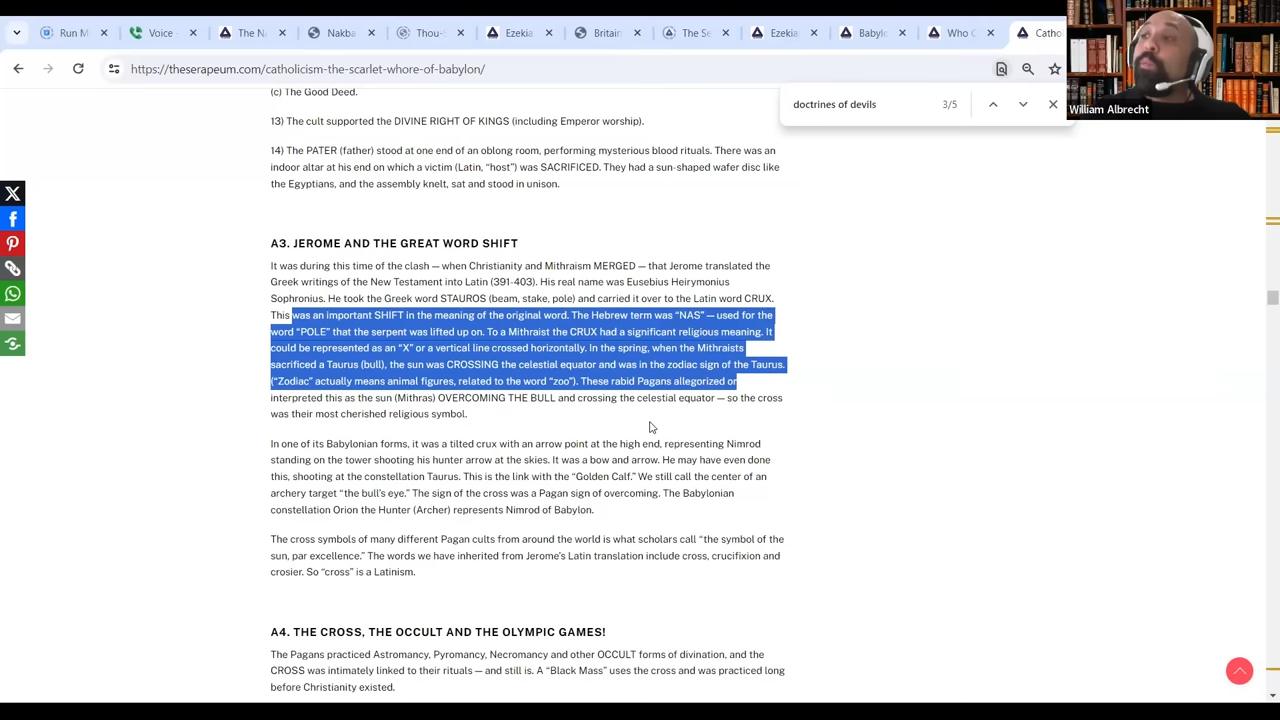 Run M
Voice -
The Na
Nakba
Thou-S
Ezekia
Britain
The Se
Ezekia
Babylo
Who C
Catho
https://theserapeum.com/catholicism-the-scarlet-whore-of-babylon/
doctrines of devils
3/5
William Albrecht
(c) The Good Deed.
13) The cult supported the DIVINE RIGHT OF KINGS (including Emperor worship).
14) The PATER (father) stood at one end of an oblong room, performing mysterious blood rituals. There was an
indoor altar at his end on which a victim (Latin, “host”) was SACRIFICED. They had a sun-shaped wafer disc like
the Egyptians, and the assembly knelt, sat and stood in unison.
A3. JEROME AND THE GREAT WORD SHIFT
It was during this time of the clash — when Christianity and Mithraism MERGED — that Jerome translated the
Greek writings of the New Testament into Latin (391-403). His real name was Eusebius Heirymonius
Sophronius. He took the Greek word STAUROS (beam, stake, pole) and carried it over to the Latin word CRUX.
This was an important SHIFT in the meaning of the original word. The Hebrew term was “NAS” — used for the
word “POLE” that the serpent was lifted up on. To a Mithraist the CRUX had a significant religious meaning. It
could be represented as an “X” or a vertical line crossed horizontally. In the spring, when the Mithraists
sacrificed a Taurus (bull), the sun was CROSSING the celestial equator and was in the zodiac sign of the Taurus.
(“Zodiac” actually means animal figures, related to the word “zoo”). These rabid Pagans allegorized or
interpreted this as the sun (Mithras) OVERCOMING THE BULL and crossing the celestial equator — so the cross
was their most cherished religious symbol.
In one of its Babylonian forms, it was a tilted crux with an arrow point at the high end, representing Nimrod
standing on the tower shooting his hunter arrow at the skies. It was a bow and arrow. He may have even done
this, shooting at the constellation Taurus. This is the link with the “Golden Calf.” We still call the center of an
archery target “the bull’s eye.” The sign of the cross was a Pagan sign of overcoming. The Babylonian
constellation Orion the Hunter (Archer) represents Nimrod of Babylon.
The cross symbols of many different Pagan cults from around the world is what scholars call “the symbol of the
sun, par excellence.” The words we have inherited from Jerome’s Latin translation include cross, crucifixion and
crosier. So “cross” is a Latinism.
A4. THE CROSS, THE OCCULT AND THE OLYMPIC GAMES!
The Pagans practiced Astromancy, Pyromancy, Necromancy and other OCCULT forms of divination, and the
CROSS was intimately linked to their rituals — and still is. A “Black Mass” uses the cross and was practiced long
before Christianity existed.